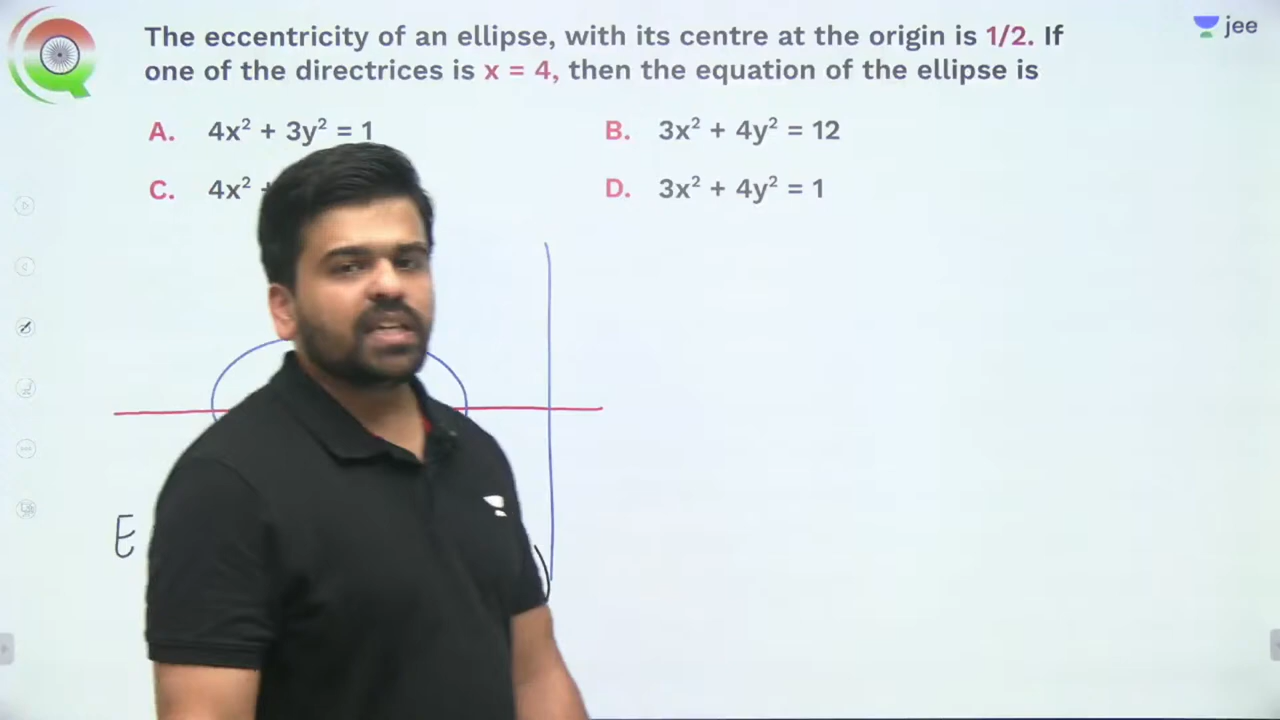 The eccentricity of an ellipse, with its centre at the origin is 1/2. If
one of the directrices is x = 4, then the equation of the ellipse is
jee
A. 4x² + 3y² = 1
B. 3x² + 4y² = 12
C. 4x²
D. 3x² + 4y² = 1
E